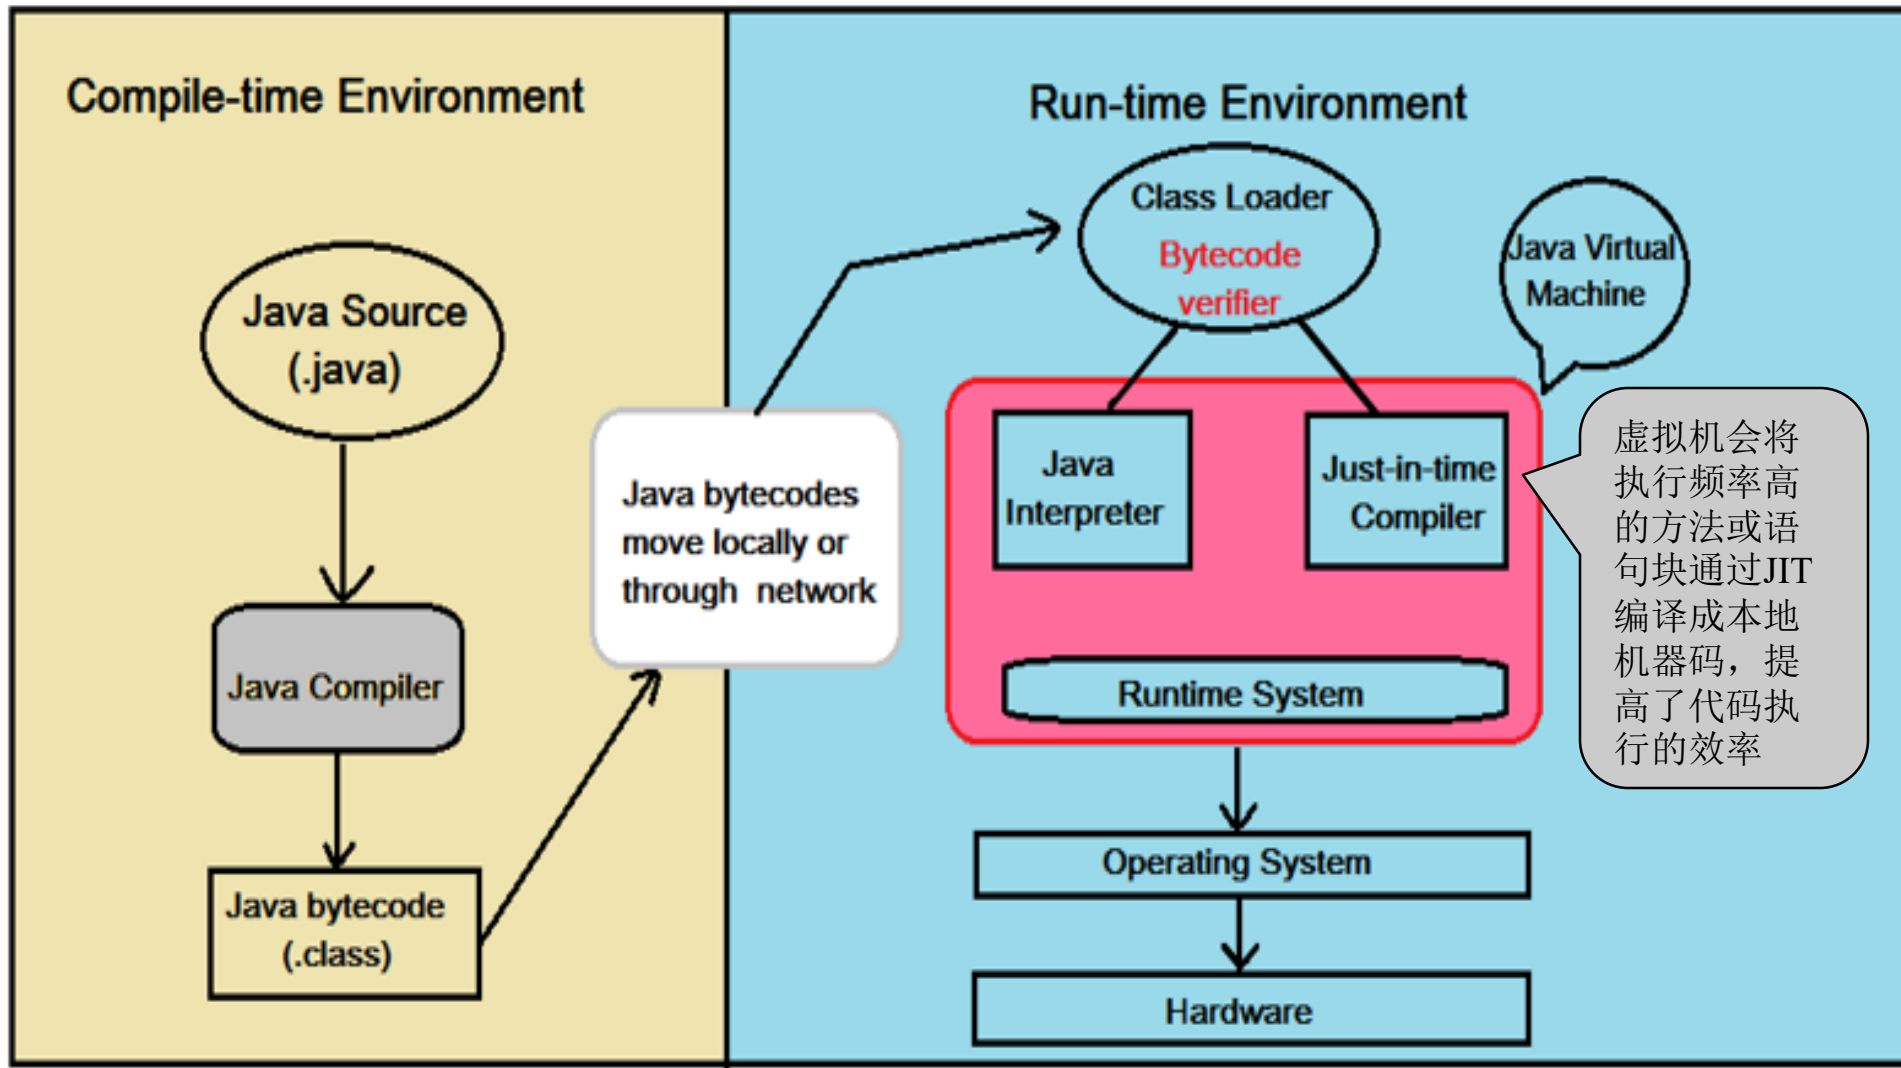 Compile-time Environment
Java Source
(.java)
Java Compiler
Java bytecode
(.class)
Java bytecodes
move locally or
through network
Run-time Environment
Class Loader
Bytecode
verifier
Java Virtual
Machine
Java
Interpreter
Just-in-time
Compiler
Runtime System
Operating System
Hardware
虚拟机会将
执行频率高
的方法或语
句块通过JIT
编译成本地
机器码，提
高了代码执
行的效率